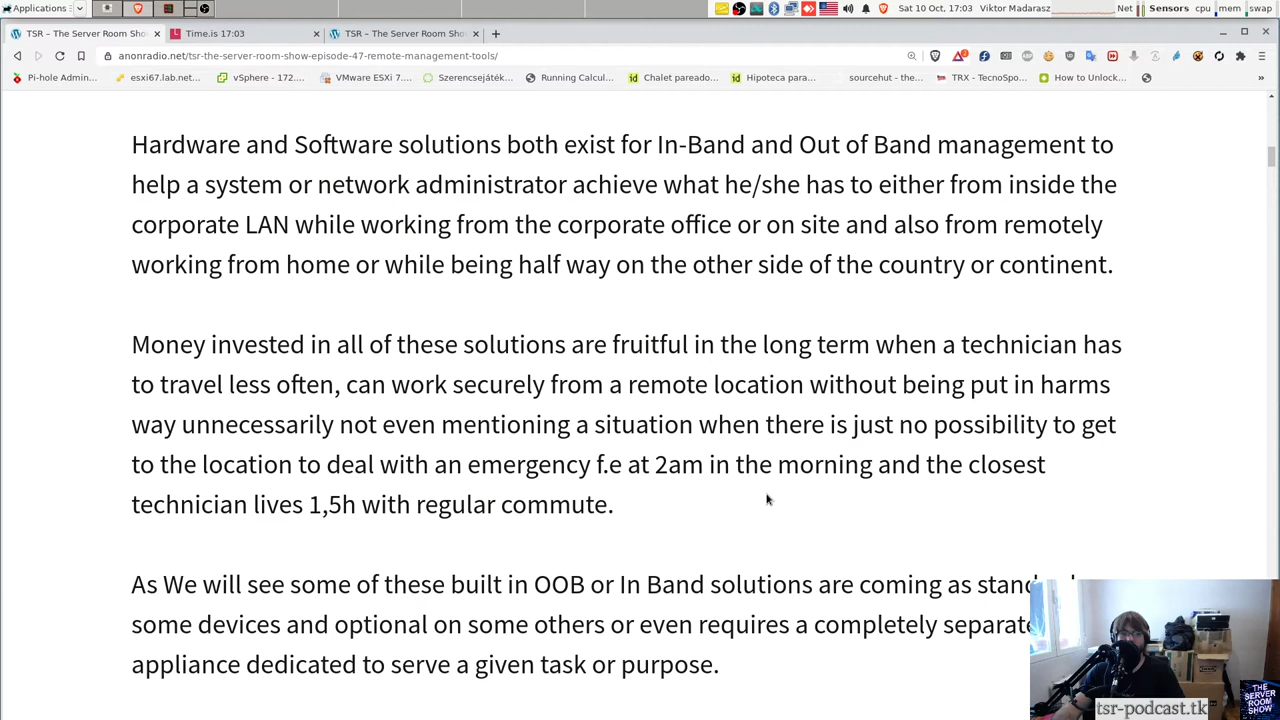 Applications Sat 10 Oct, 17:03 Viktor Madarasz Net Sensors cpu mem swap
TSR – The Server Room Sho Time.is 17:03 TSR – The Server Room Show
anonradio.net/tsr-the-server-room-show-episode-47-remote-management-tools/
Pi-hole Admin... esxi67.lab.net... vSphere - 172.... VMware ESXi 7.... Szerencsejáték... Running Calcul... Chalet pareado... Hipoteca para... sourcehut - the... TRX - TecnoSpo... How to Unlock...
Hardware and Software solutions both exist for In-Band and Out of Band management to
help a system or network administrator achieve what he/she has to either from inside the
corporate LAN while working from the corporate office or on site and also from remotely
working from home or while being half way on the other side of the country or continent.
Money invested in all of these solutions are fruitful in the long term when a technician has
to travel less often, can work securely from a remote location without being put in harms
way unnecessarily not even mentioning a situation when there is just no possibility to get
to the location to deal with an emergency f.e at 2am in the morning and the closest
technician lives 1,5h with regular commute.
As We will see some of these built in OOB or In Band solutions are coming as
some devices and optional on some others or even requires a completely separate
appliance dedicated to serve a given task or purpose.
tsr-podcast.tk
THE
SERVER
ROOM
SHOW